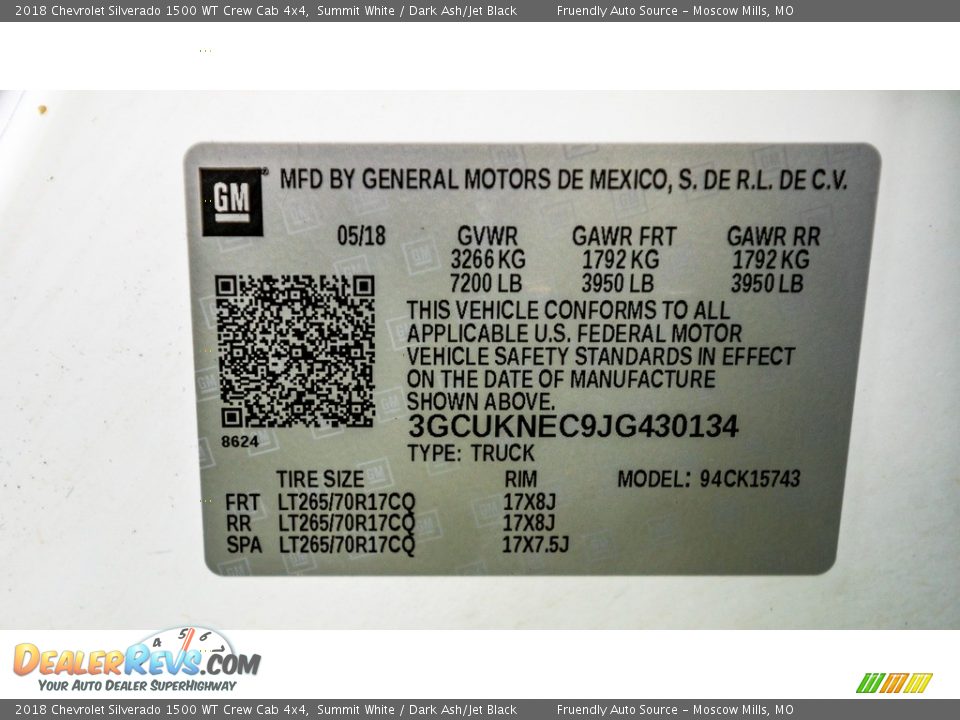 2018 Chevrolet Silverado 1500 WT Crew Cab 4x4, Summit White / Dark Ash/Jet Black Fruendly Auto Source - Moscow Mills, MO
GM
MFD BY GENERAL MOTORS DE MEXICO, S. DE R.L. DE C.V.
05/18 GVWR GAWR FRT GAWR RR
3266 KG 1792 KG 1792 KG
7200 LB 3950 LB 3950 LB
THIS VEHICLE CONFORMS TO ALL
APPLICABLE U.S. FEDERAL MOTOR
VEHICLE SAFETY STANDARDS IN EFFECT
ON THE DATE OF MANUFACTURE
SHOWN ABOVE.
3GCUKNEC9JG430134
8624
TYPE: TRUCK
TIRE SIZE RIM MODEL: 94CK15743
FRT LT265/70R17CQ 17X8J
RR LT265/70R17CQ 17X8J
SPA LT265/70R17CQ 17X7.5J
4 5 6 7
DEALERREVS.COM
YOUR AUTO DEALER SUPERHIGHWAY
2018 Chevrolet Silverado 1500 WT Crew Cab 4x4, Summit White / Dark Ash/Jet Black Fruendly Auto Source - Moscow Mills, MO